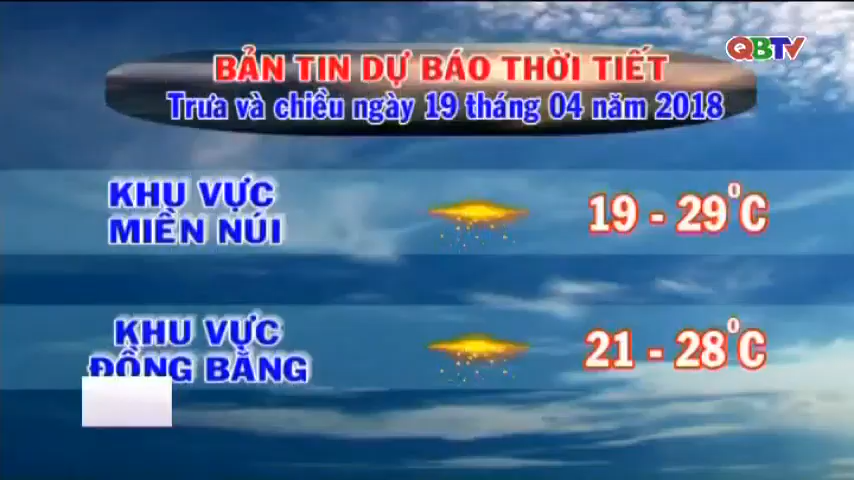 QBTV
BẢN TIN DỰ BÁO THỜI TIẾT
Trưa và chiều ngày 19 tháng 04 năm 2018
KHU VỰC
MIỀN NÚI
19 - 29°C
KHU VỰC
ĐỒNG BẰNG
21 - 28°C